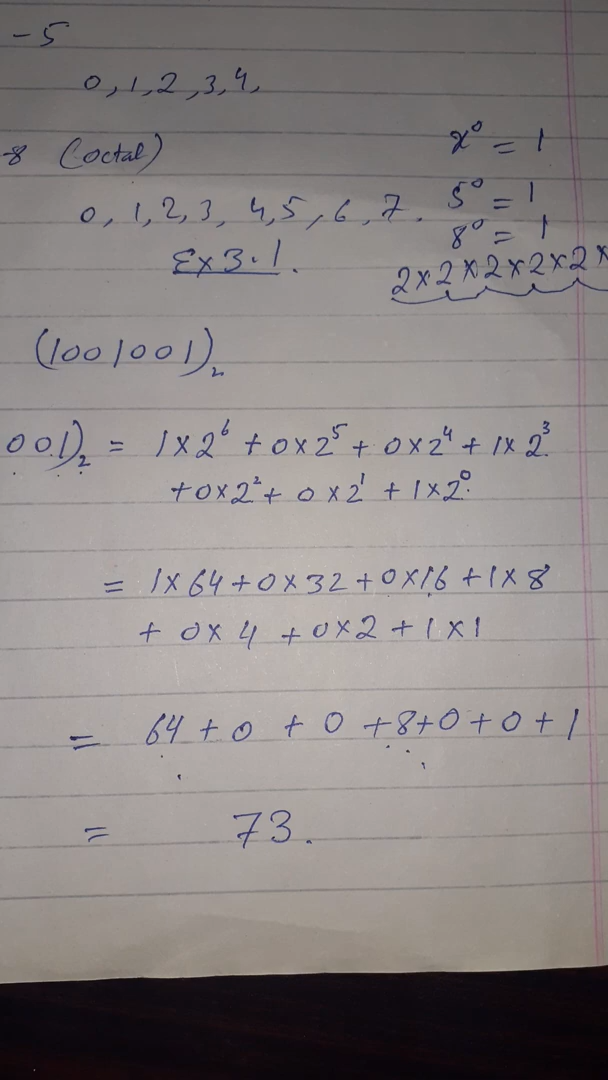 -5
0, 1, 2, 3, 4,
-8 (octal)
x⁰ = 1
0, 1, 2, 3, 4, 5, 6, 7.
5⁰ = 1
8⁰ = 1
Ex 3.1.
2×2×2×2×2×
(1001001)₂
001)₂ = 1×2⁶ + 0×2⁵ + 0×2⁴ + 1×2³
+ 0×2² + 0×2¹ + 1×2⁰.
= 1×64 + 0×32 + 0×16 + 1×8
+ 0×4 + 0×2 + 1×1
= 64 + 0 + 0 + 8 + 0 + 0 + 1
= 73.